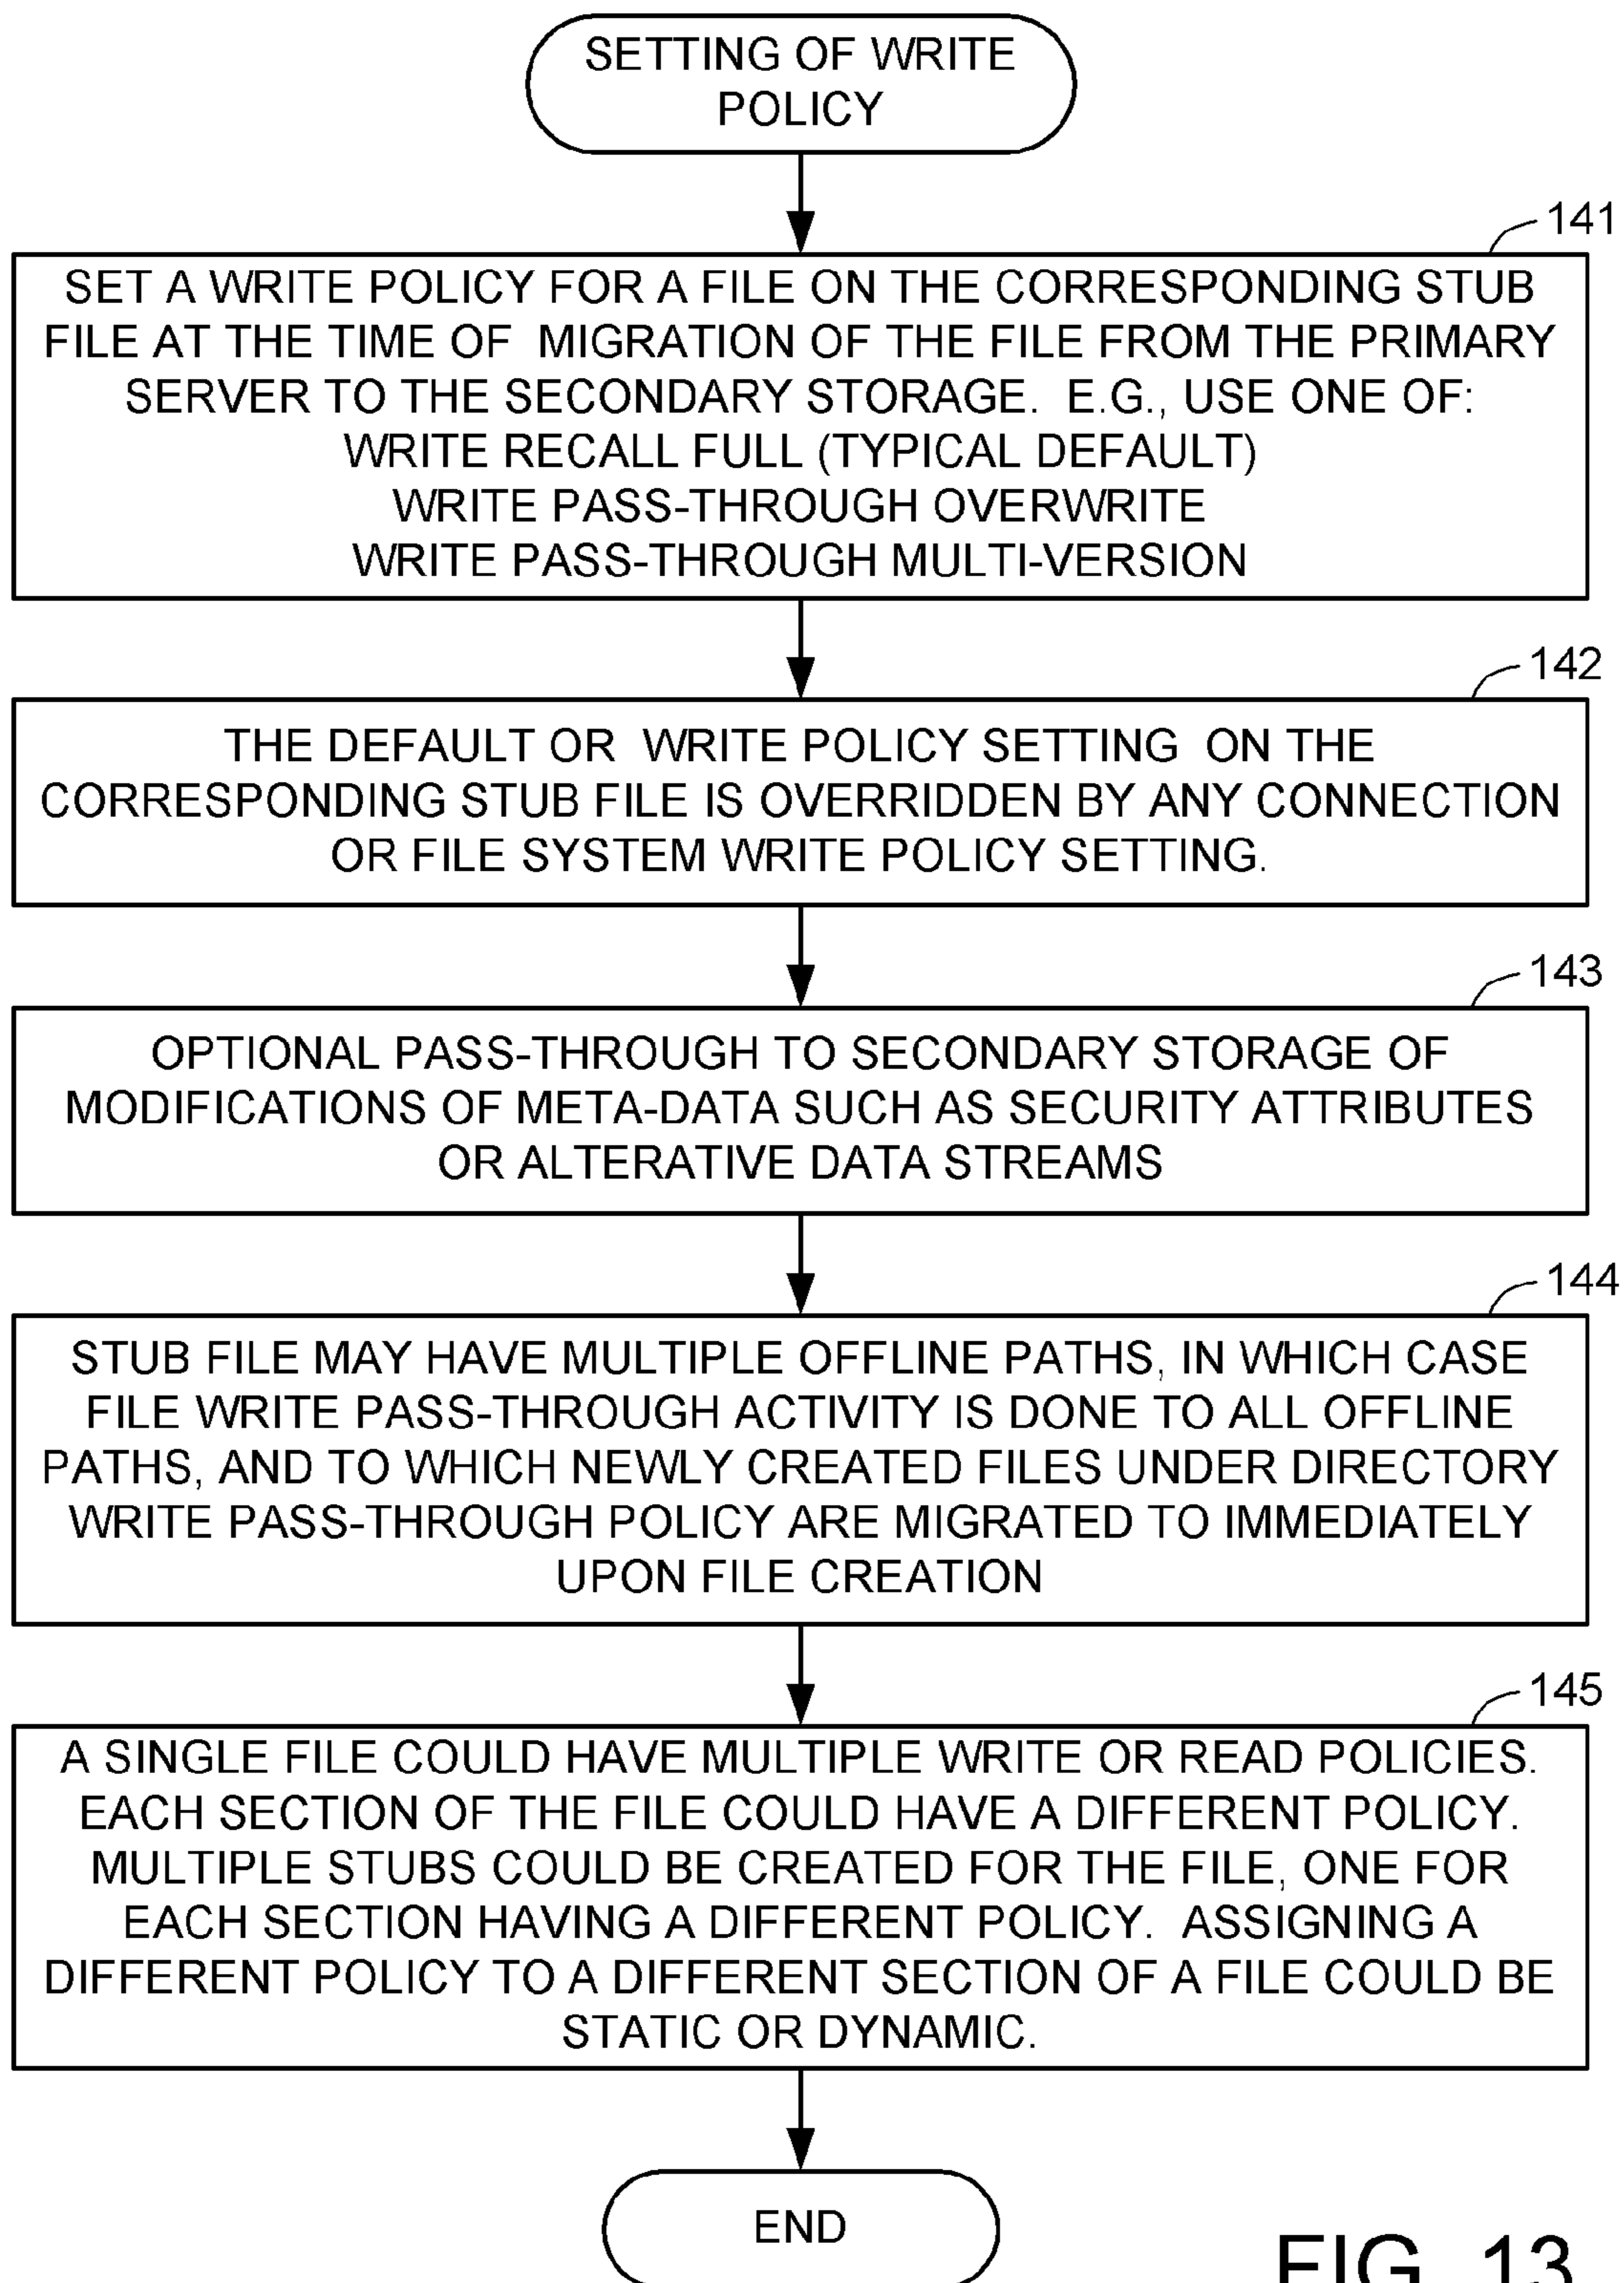 SETTING OF WRITE
POLICY
141
SET A WRITE POLICY FOR A FILE ON THE CORRESPONDING STUB
FILE AT THE TIME OF MIGRATION OF THE FILE FROM THE PRIMARY
SERVER TO THE SECONDARY STORAGE. E.G., USE ONE OF:
WRITE RECALL FULL (TYPICAL DEFAULT)
WRITE PASS-THROUGH OVERWRITE
WRITE PASS-THROUGH MULTI-VERSION
142
THE DEFAULT OR WRITE POLICY SETTING ON THE
CORRESPONDING STUB FILE IS OVERRIDDEN BY ANY CONNECTION
OR FILE SYSTEM WRITE POLICY SETTING.
143
OPTIONAL PASS-THROUGH TO SECONDARY STORAGE OF
MODIFICATIONS OF META-DATA SUCH AS SECURITY ATTRIBUTES
OR ALTERATIVE DATA STREAMS
144
STUB FILE MAY HAVE MULTIPLE OFFLINE PATHS, IN WHICH CASE
FILE WRITE PASS-THROUGH ACTIVITY IS DONE TO ALL OFFLINE
PATHS, AND TO WHICH NEWLY CREATED FILES UNDER DIRECTORY
WRITE PASS-THROUGH POLICY ARE MIGRATED TO IMMEDIATELY
UPON FILE CREATION
145
A SINGLE FILE COULD HAVE MULTIPLE WRITE OR READ POLICIES.
EACH SECTION OF THE FILE COULD HAVE A DIFFERENT POLICY.
MULTIPLE STUBS COULD BE CREATED FOR THE FILE, ONE FOR
EACH SECTION HAVING A DIFFERENT POLICY. ASSIGNING A
DIFFERENT POLICY TO A DIFFERENT SECTION OF A FILE COULD BE
STATIC OR DYNAMIC.
END
FIG. 13